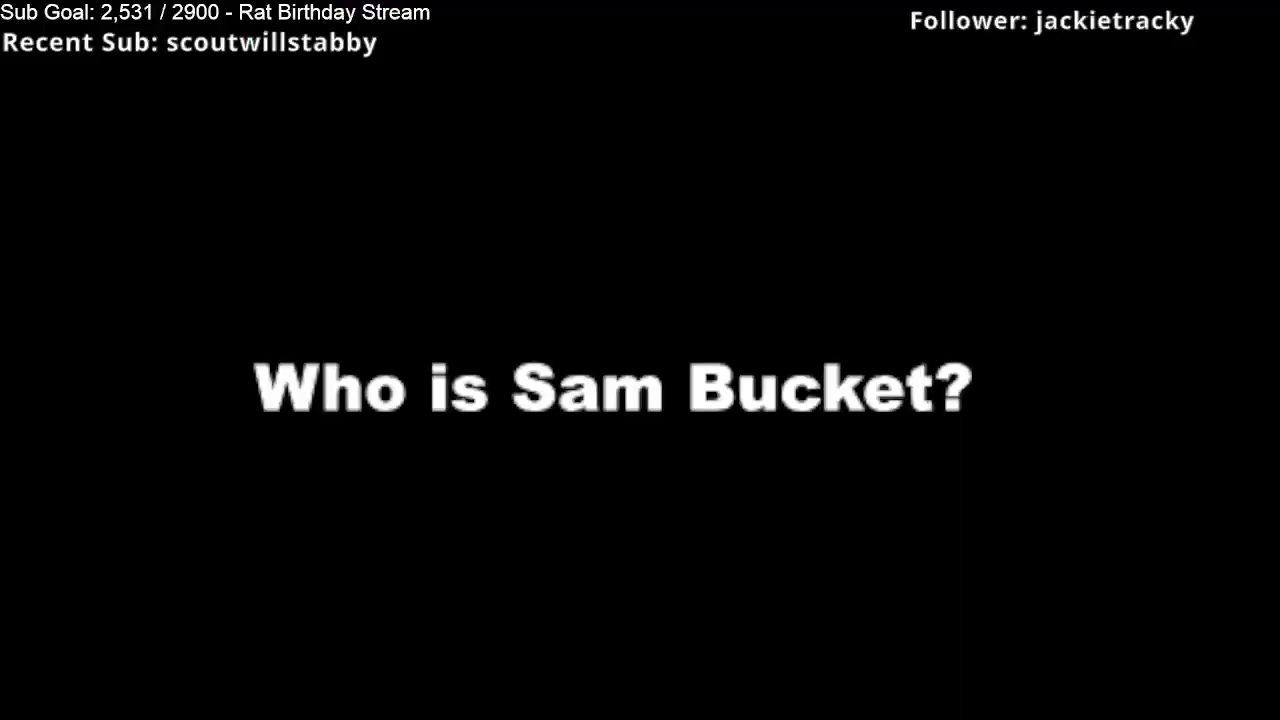 Sub Goal: 2,531 / 2900 - Rat Birthday Stream
Follower: jackietracky
Recent Sub: scoutwillstabby
Who is Sam Bucket?